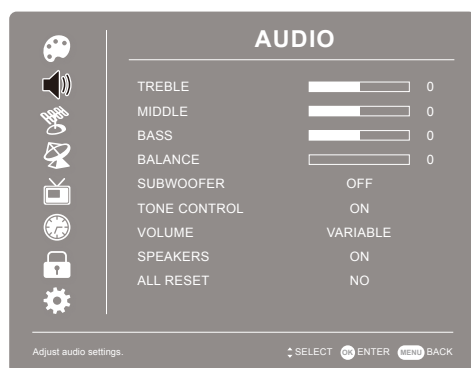 AUDIO
TREBLE 0
MIDDLE 0
BASS 0
BALANCE 0
SUBWOOFER OFF
TONE CONTROL ON
VOLUME VARIABLE
SPEAKERS ON
ALL RESET NO
Adjust audio settings. SELECT OK ENTER MENU BACK